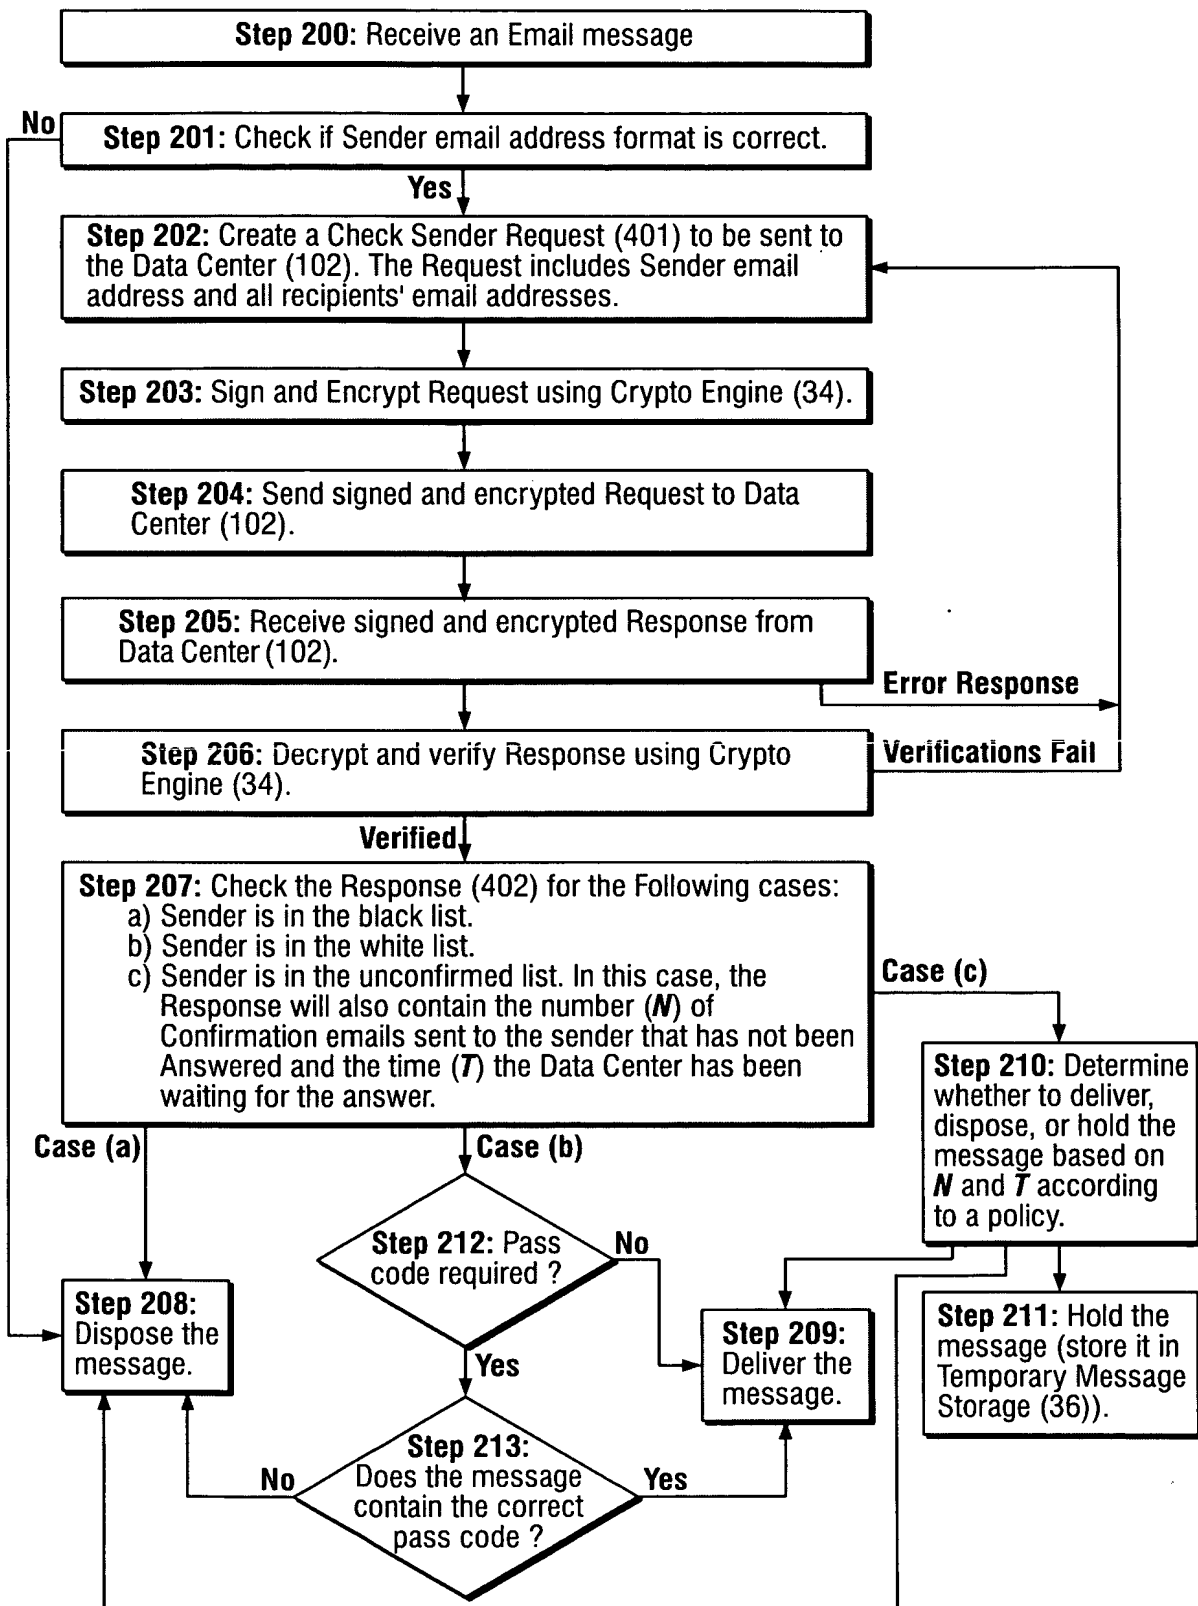 Step 200: Receive an Email message
No
Step 201: Check if Sender email address format is correct.
Yes
Step 202: Create a Check Sender Request (401) to be sent to
the Data Center (102). The Request includes Sender email
address and all recipients' email addresses.
Step 203: Sign and Encrypt Request using Crypto Engine (34).
Step 204: Send signed and encrypted Request to Data
Center (102).
Step 205: Receive signed and encrypted Response from
Data Center (102).
Error Response
Step 206: Decrypt and verify Response using Crypto
Engine (34).
Verifications Fail
Verified
Step 207: Check the Response (402) for the Following cases:
a) Sender is in the black list.
b) Sender is in the white list.
c) Sender is in the unconfirmed list. In this case, the
Response will also contain the number (N) of
Confirmation emails sent to the sender that has not been
Answered and the time (T) the Data Center has been
waiting for the answer.
Case (c)
Step 210: Determine
whether to deliver,
dispose, or hold the
message based on
N and T according
to a policy.
Case (a)
Case (b)
Step 212: Pass
code required ?
No
Yes
Step 208:
Dispose the
message.
Step 209:
Deliver the
message.
Step 211: Hold the
message (store it in
Temporary Message
Storage (36)).
Step 213:
Does the message
contain the correct
pass code ?
No
Yes